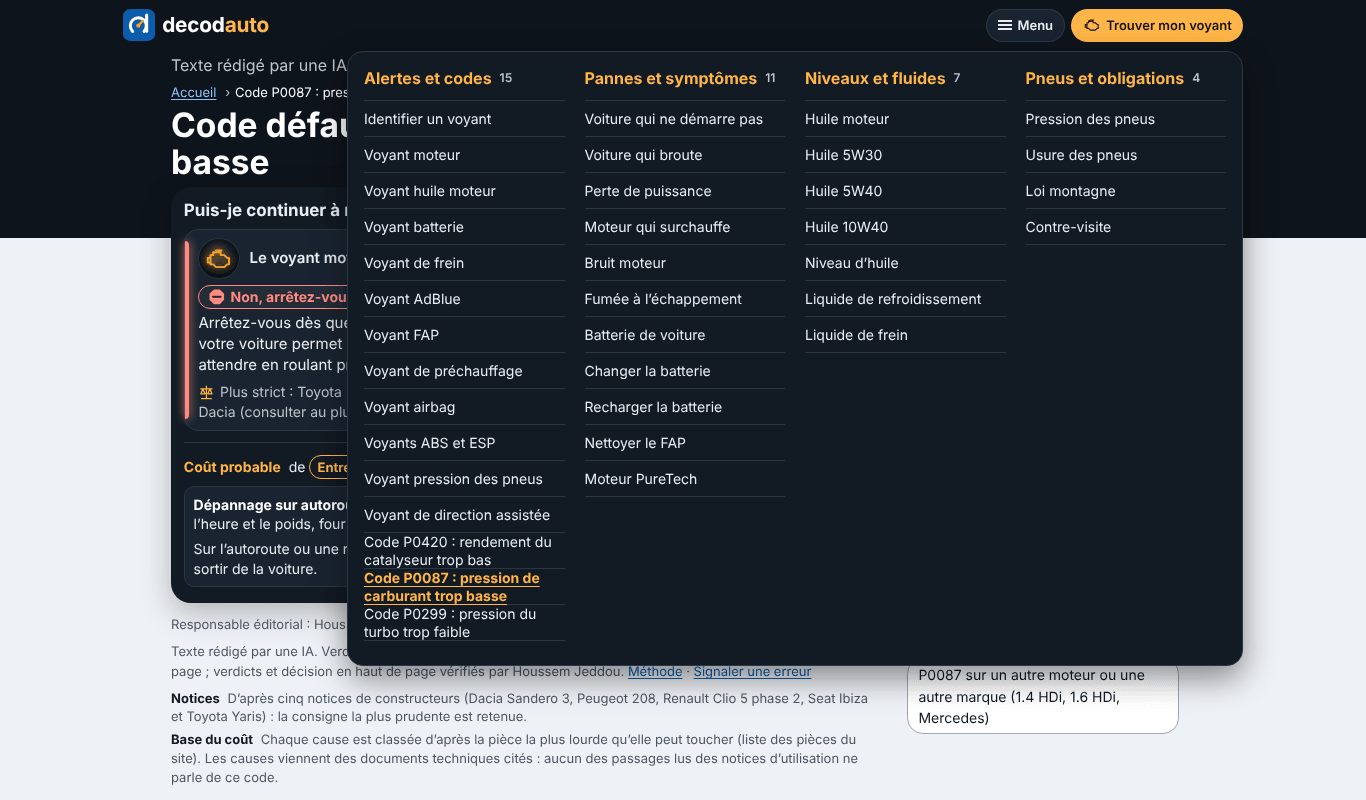 decodauto
Menu
Trouver mon voyant
Texte rédigé par une IA
Accueil › Code P0087 : pres
Code défau
basse
Puis-je continuer à r
Le voyant mot
Non, arrêtez-vou
Arrêtez-vous dès que
votre voiture permet
attendre en roulant pr
Plus strict : Toyota
Dacia (consulter au plu
Coût probable de Entre
Dépannage sur autorou
l’heure et le poids, four
Sur l’autoroute ou une r
sortir de la voiture.
Alertes et codes 15
Identifier un voyant
Voyant moteur
Voyant huile moteur
Voyant batterie
Voyant de frein
Voyant AdBlue
Voyant FAP
Voyant de préchauffage
Voyant airbag
Voyants ABS et ESP
Voyant pression des pneus
Voyant de direction assistée
Code P0420 : rendement du
catalyseur trop bas
Code P0087 : pression de
carburant trop basse
Code P0299 : pression du
turbo trop faible
Pannes et symptômes 11
Voiture qui ne démarre pas
Voiture qui broute
Perte de puissance
Moteur qui surchauffe
Bruit moteur
Fumée à l’échappement
Batterie de voiture
Changer la batterie
Recharger la batterie
Nettoyer le FAP
Moteur PureTech
Niveaux et fluides 7
Huile moteur
Huile 5W30
Huile 5W40
Huile 10W40
Niveau d’huile
Liquide de refroidissement
Liquide de frein
Pneus et obligations 4
Pression des pneus
Usure des pneus
Loi montagne
Contre-visite
Responsable éditorial : Hous
Texte rédigé par une IA. Verd
page ; verdicts et décision en haut de page vérifiés par Houssem Jeddou. Méthode · Signaler une erreur
Notices D’après cinq notices de constructeurs (Dacia Sandero 3, Peugeot 208, Renault Clio 5 phase 2, Seat Ibiza
et Toyota Yaris) : la consigne la plus prudente est retenue.
Base du coût Chaque cause est classée d’après la pièce la plus lourde qu’elle peut toucher (liste des pièces du
site). Les causes viennent des documents techniques cités : aucun des passages lus des notices d’utilisation ne
parle de ce code.
P0087 sur un autre moteur ou une
autre marque (1.4 HDi, 1.6 HDi,
Mercedes)